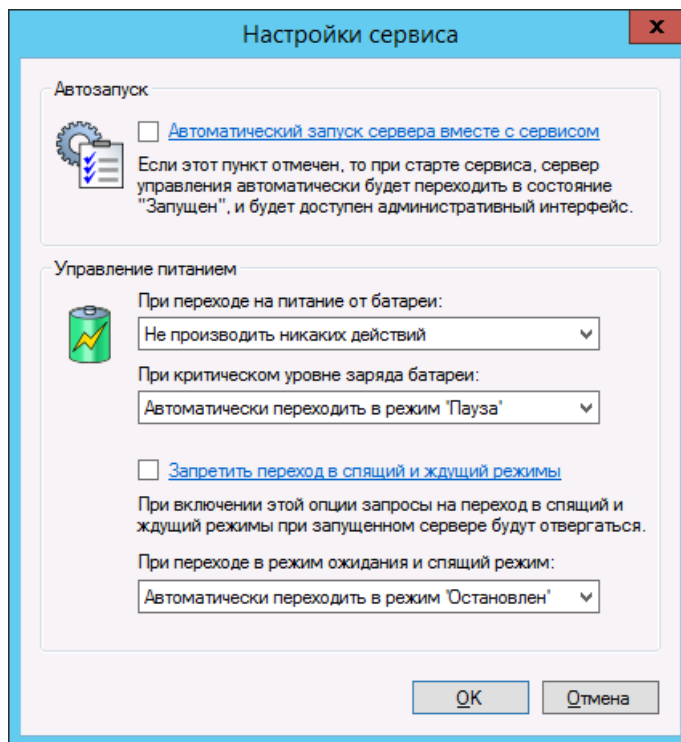 Настройки сервиса
x
Автозапуск
Автоматический запуск сервера вместе с сервисом
Если этот пункт отмечен, то при старте сервиса, сервер
управления автоматически будет переходить в состояние
"Запущен", и будет доступен административный интерфейс.
Управление питанием
При переходе на питание от батареи:
Не производить никаких действий
При критическом уровне заряда батареи:
Автоматически переходить в режим 'Пауза'
Запретить переход в спящий и ждущий режимы
При включении этой опции запросы на переход в спящий и
ждущий режимы при запущенном сервере будут отвергаться.
При переходе в режим ожидания и спящий режим:
Автоматически переходить в режим 'Остановлен'
OK
Отмена